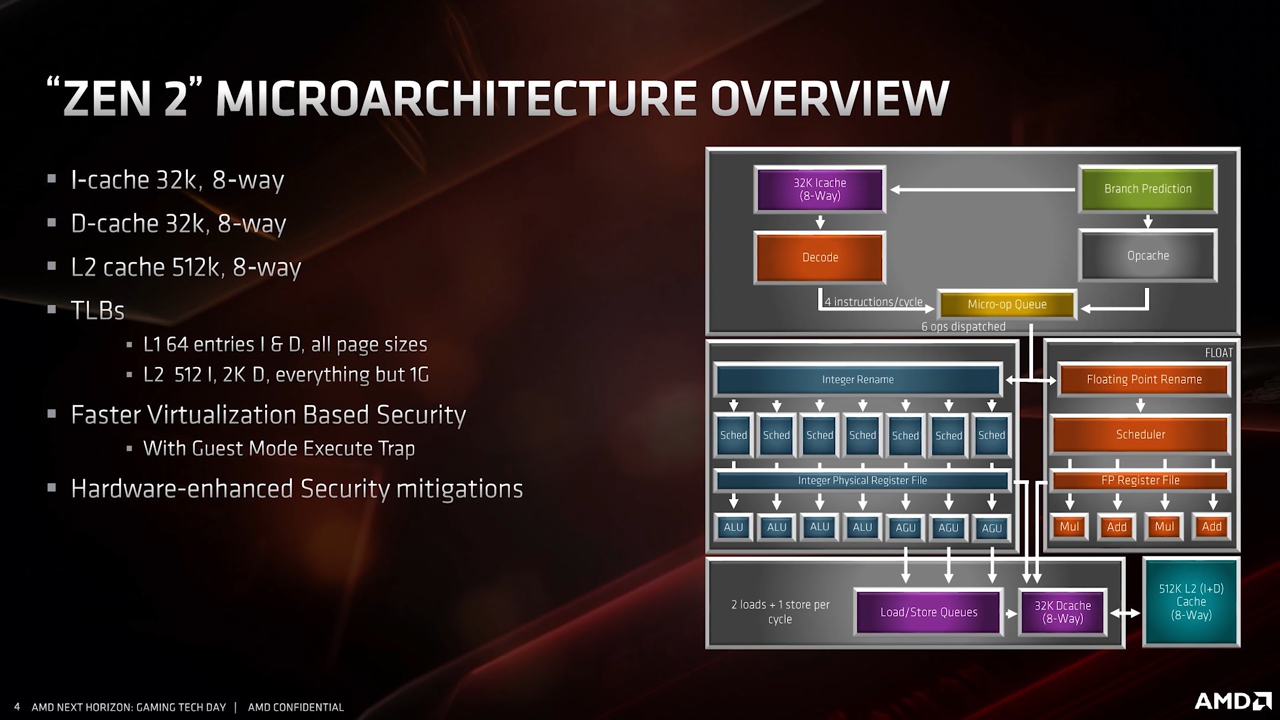 “ZEN 2” MICROARCHITECTURE OVERVIEW
I-cache 32k, 8-way
D-cache 32k, 8-way
L2 cache 512k, 8-way
TLBs
L1 64 entries I & D, all page sizes
L2 512 I, 2K D, everything but 1G
Faster Virtualization Based Security
With Guest Mode Execute Trap
Hardware-enhanced Security mitigations
32K Icache
(8-Way)
Branch Prediction
Decode
Opcache
4 instructions/cycle
Micro-op Queue
6 ops dispatched
Integer Rename
Sched Sched Sched Sched Sched Sched Sched
Integer Physical Register File
ALU ALU ALU ALU AGU AGU AGU
FLOAT
Floating Point Rename
Scheduler
FP Register File
Mul Add Mul Add
2 loads + 1 store per
cycle
Load/Store Queues
32K Dcache
(8-Way)
512K L2 (I+D)
Cache
(8-Way)
4 AMD NEXT HORIZON: GAMING TECH DAY | AMD CONFIDENTIAL
AMD